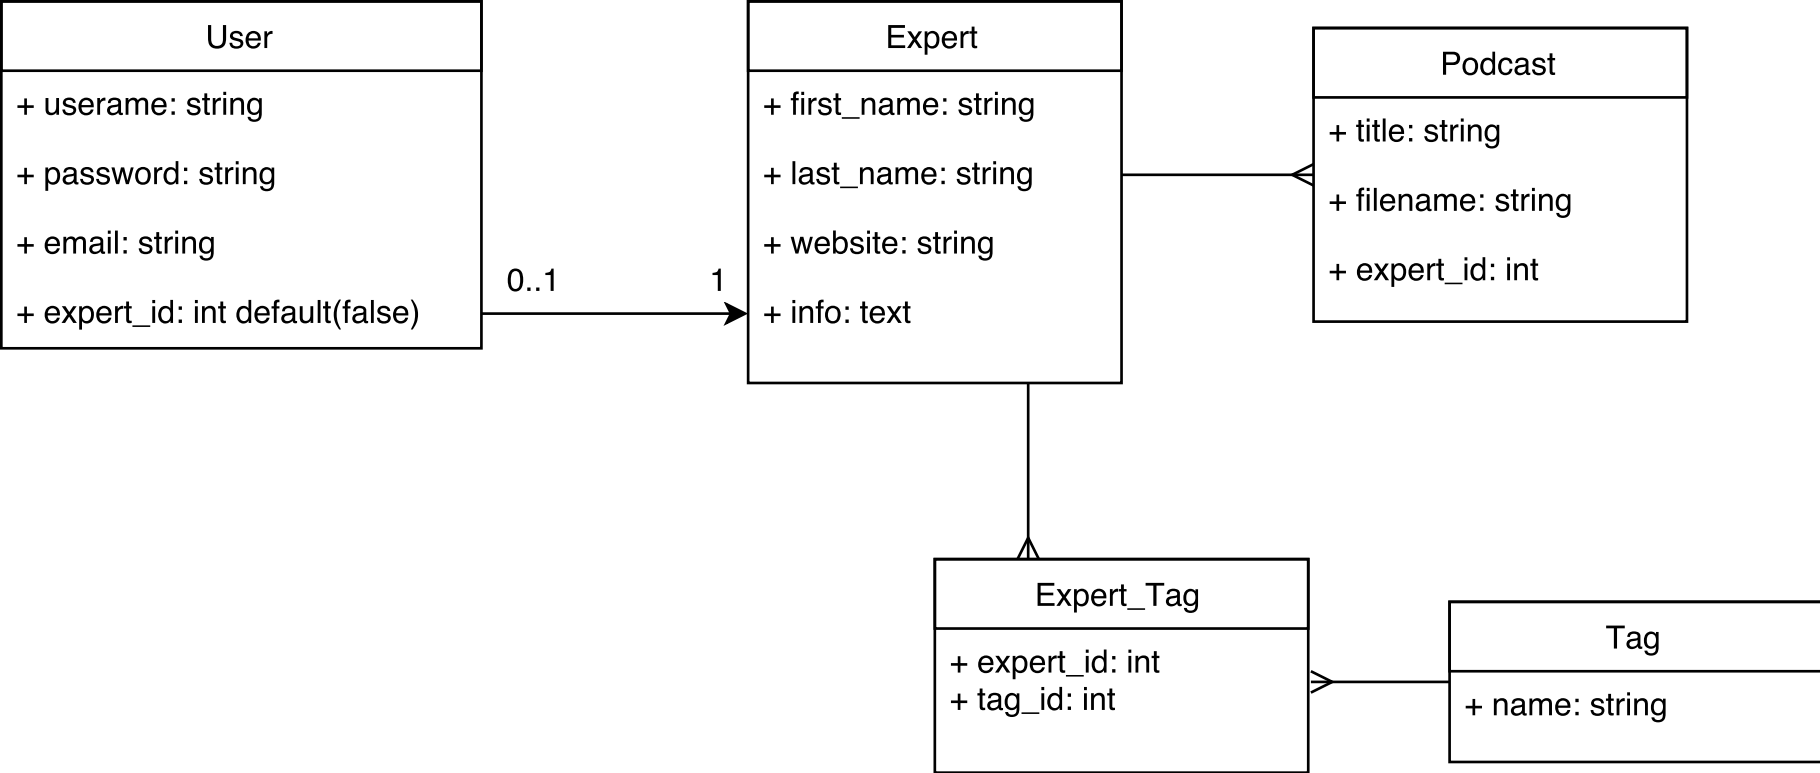 User
+ userame: string
+ password: string
+ email: string
+ expert_id: int default(false)
0..1
1
Expert
+ first_name: string
+ last_name: string
+ website: string
+ info: text
Podcast
+ title: string
+ filename: string
+ expert_id: int
Expert_Tag
+ expert_id: int
+ tag_id: int
Tag
+ name: string